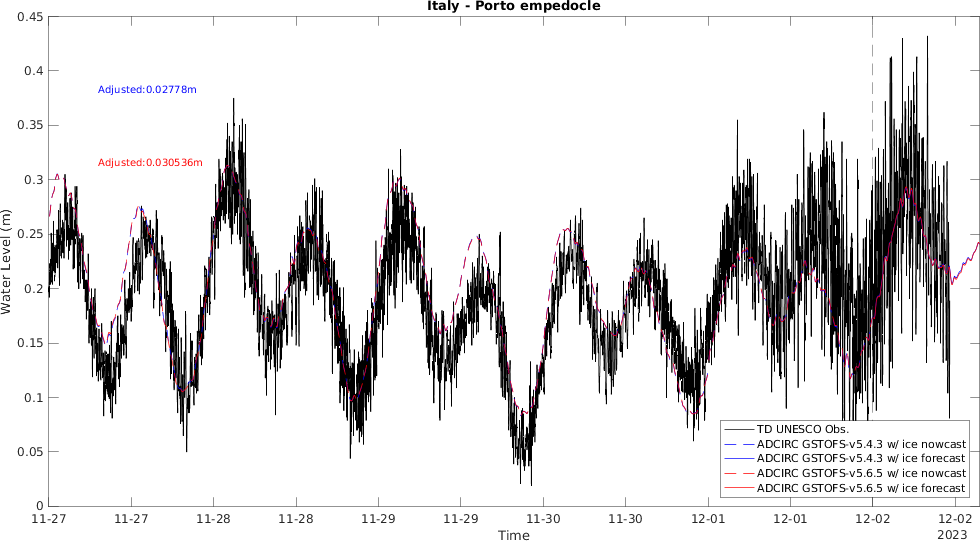 Italy - Porto empedocle
0.45
0.4
0.35
0.3
0.25
0.2
0.15
0.1
0.05
0
Water Level (m)
Adjusted:0.02778m
Adjusted:0.030536m
TD UNESCO Obs.
ADCIRC GSTOFS-v5.4.3 w/ ice nowcast
ADCIRC GSTOFS-v5.4.3 w/ ice forecast
ADCIRC GSTOFS-v5.6.5 w/ ice nowcast
ADCIRC GSTOFS-v5.6.5 w/ ice forecast
11-27 11-27 11-28 11-28 11-29 11-29 11-30 11-30 12-01 12-01 12-02 12-02
Time 2023